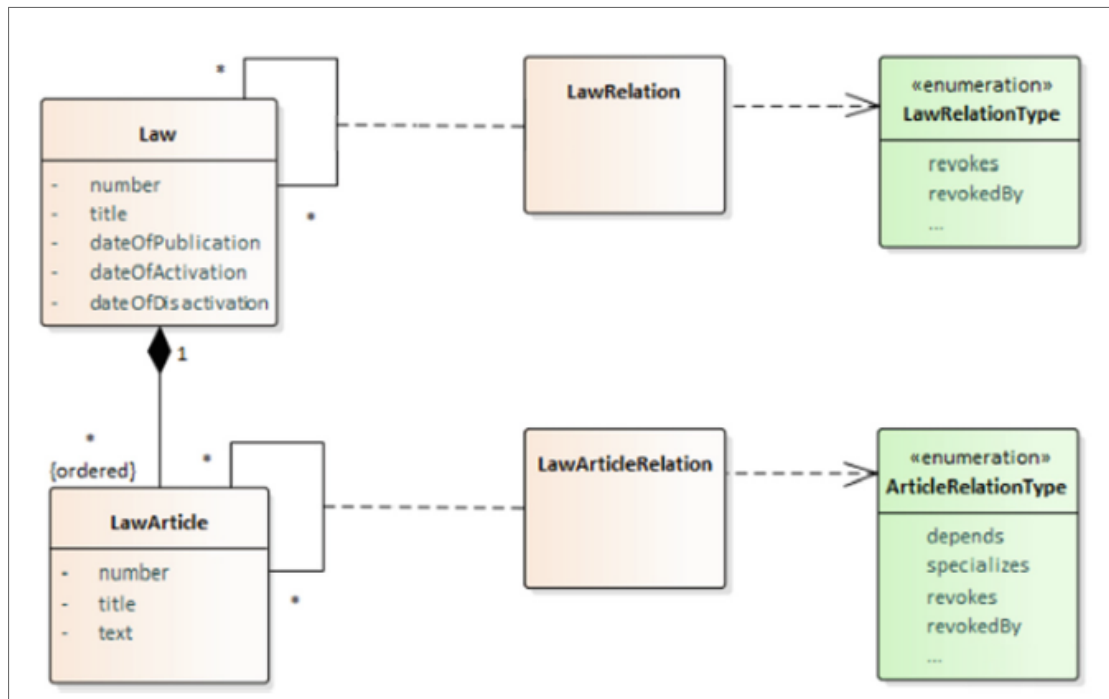 *
Law
- number
- title
- dateOfPublication
- dateOfActivation
- dateOfDisactivation
*
LawRelation
«enumeration»
LawRelationType
revokes
revokedBy
...
1
*
{ordered}
*
LawArticle
- number
- title
- text
*
LawArticleRelation
«enumeration»
ArticleRelationType
depends
specializes
revokes
revokedBy
...